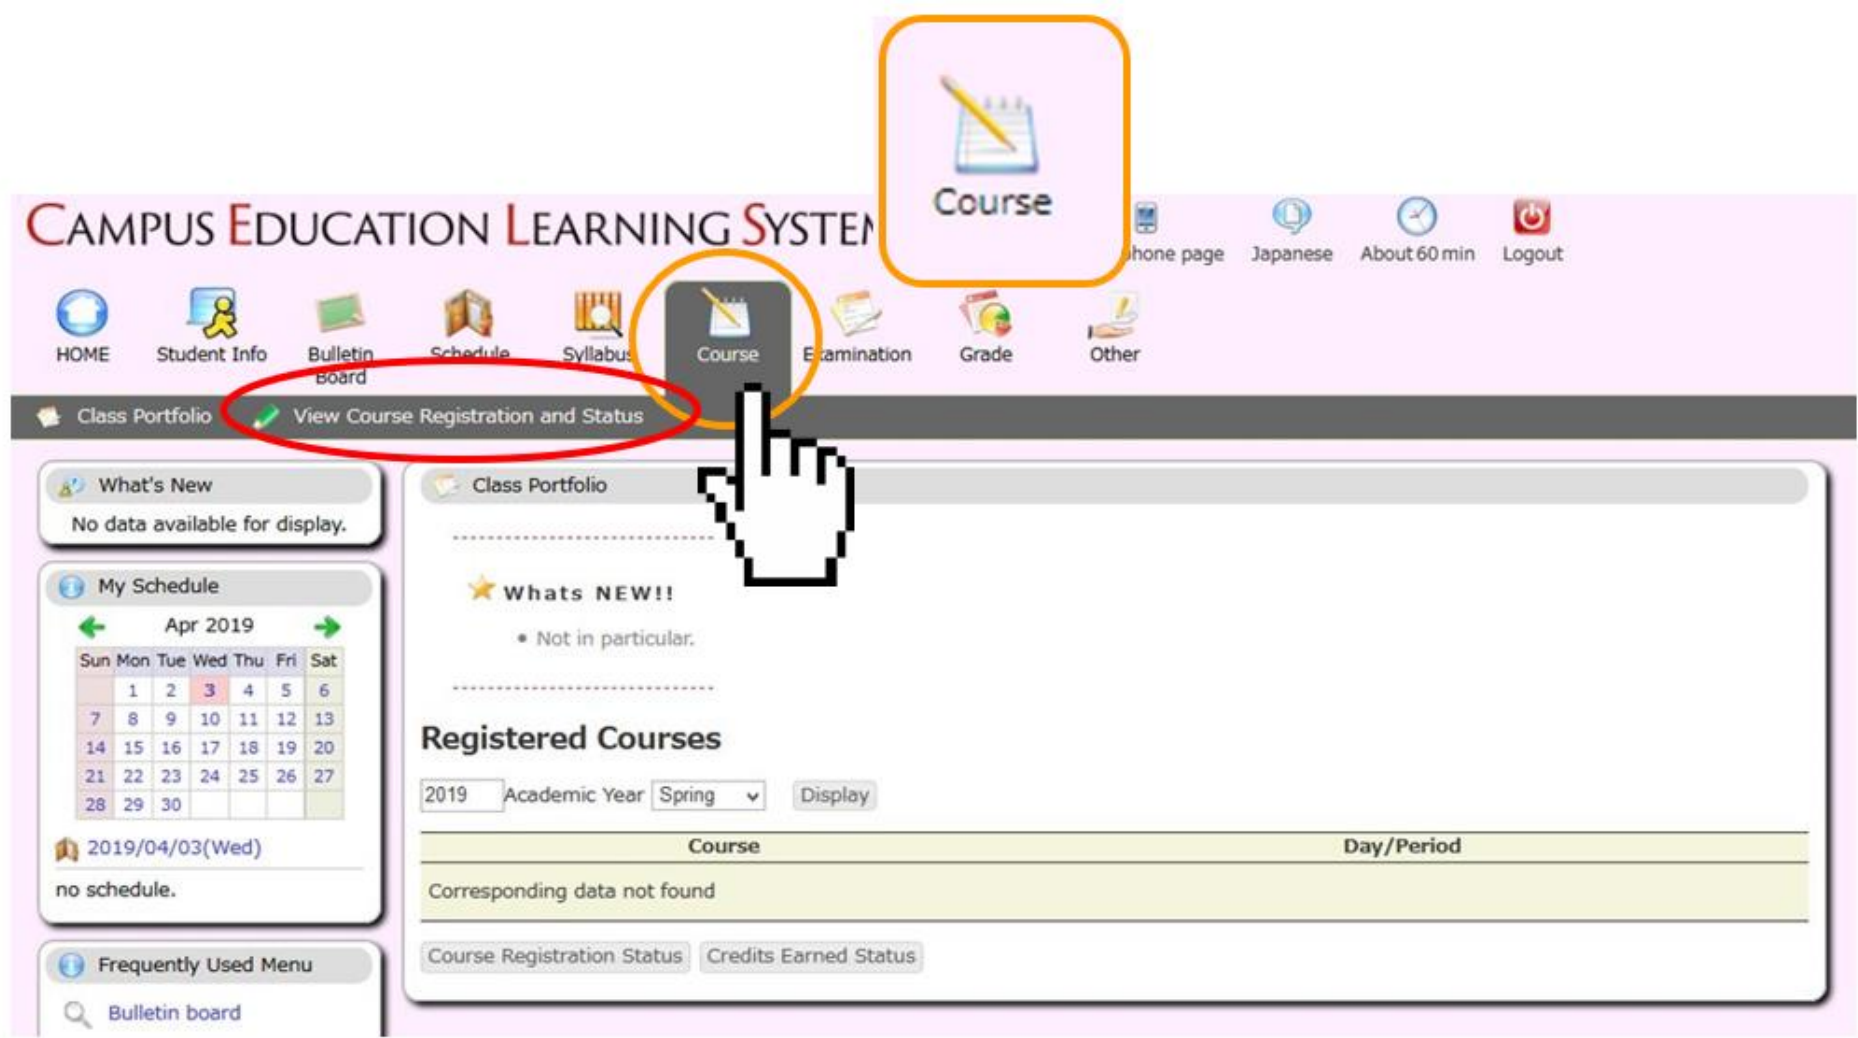 Course
CAMPUS EDUCATION LEARNING
phone page
Japanese
About 60 min
Logout
HOME
Student Info
Bulletin Board
Schedule
Syllabus
Course
Examination
Grade
Other
Class Portfolio
View Course Registration and Status
What's New
No data available for display.
My Schedule
Apr 2019
Sun Mon Tue Wed Thu Fri Sat
1 2 3 4 5 6
7 8 9 10 11 12 13
14 15 16 17 18 19 20
21 22 23 24 25 26 27
28 29 30
2019/04/03(Wed)
no schedule.
Frequently Used Menu
Bulletin board
Class Portfolio
Whats NEW!!
• Not in particular.
Registered Courses
2019 Academic Year Spring Display
Course Day/Period
Corresponding data not found
Course Registration Status Credits Earned Status